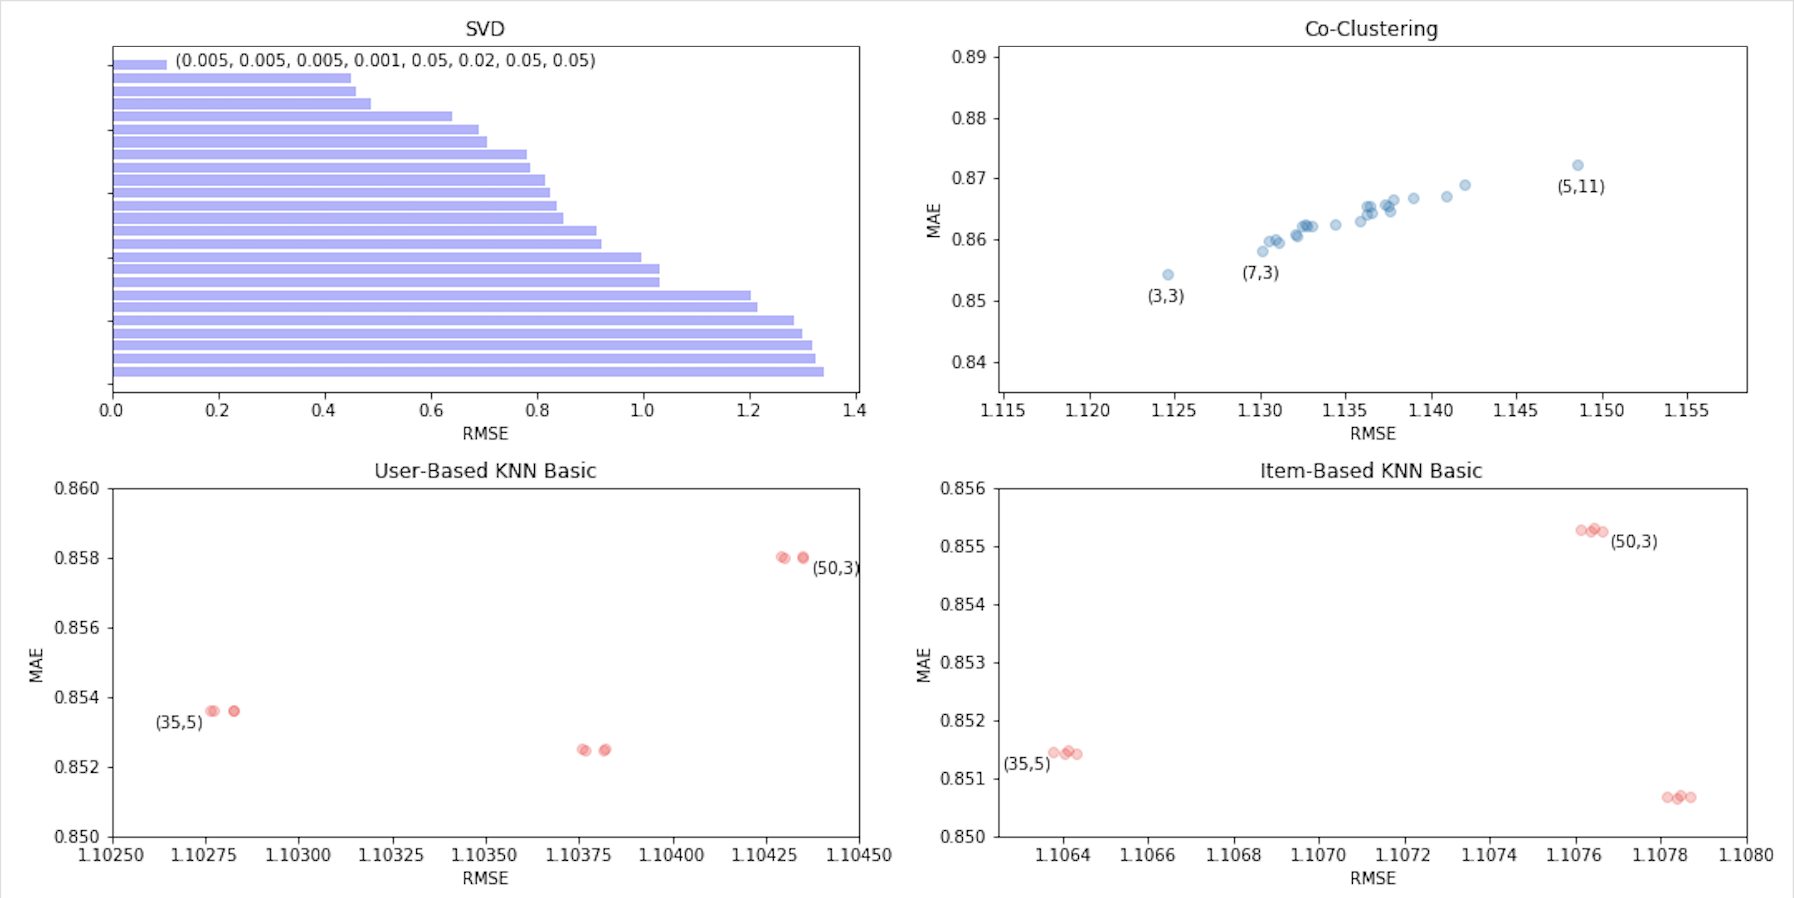 SVD
(0.005, 0.005, 0.005, 0.001, 0.05, 0.02, 0.05, 0.05)
0.0 0.2 0.4 0.6 0.8 1.0 1.2 1.4
RMSE
Co-Clustering
0.89
0.88
0.87
0.86
0.85
0.84
MAE
(5,11)
(7,3)
(3,3)
1.115 1.120 1.125 1.130 1.135 1.140 1.145 1.150 1.155
RMSE
User-Based KNN Basic
0.860
0.858
0.856
0.854
0.852
0.850
MAE
(50,3)
(35,5)
1.10250 1.10275 1.10300 1.10325 1.10350 1.10375 1.10400 1.10425 1.10450
RMSE
Item-Based KNN Basic
0.856
0.855
0.854
0.853
0.852
0.851
0.850
MAE
(50,3)
(35,5)
1.1064 1.1066 1.1068 1.1070 1.1072 1.1074 1.1076 1.1078 1.1080
RMSE